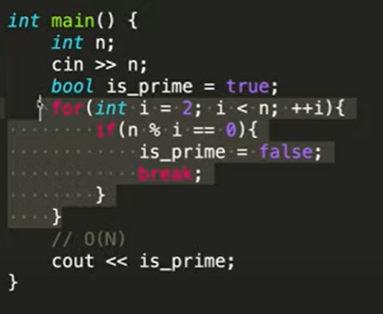 int main() {
    int n;
    cin >> n;
    bool is_prime = true;
    for(int i = 2; i < n; ++i){
        if(n % i == 0){
            is_prime = false;
            break;
        }
    }
    // O(N)
    cout << is_prime;
}